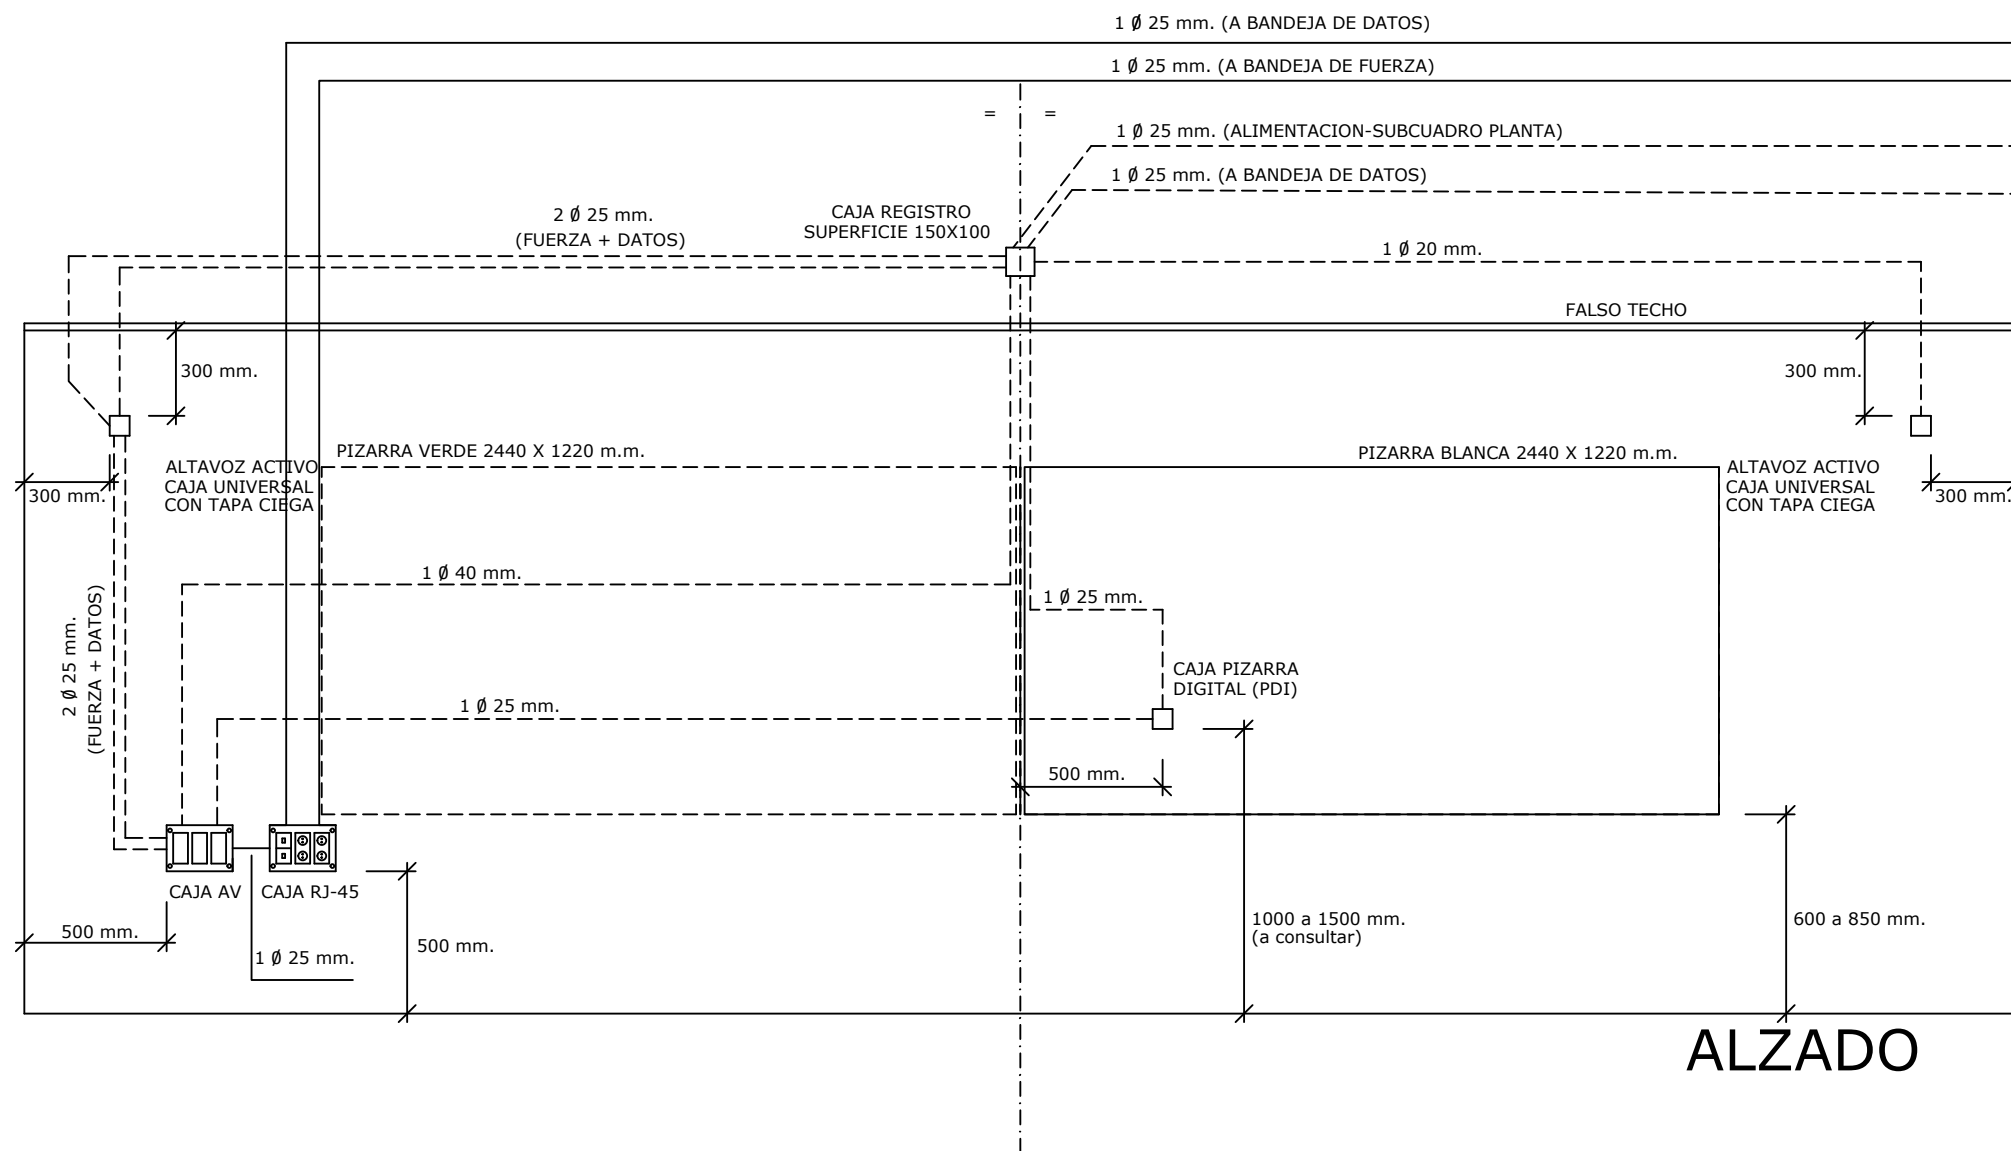 1 Ø 25 mm. (A BANDEJA DE DATOS)
1 Ø 25 mm. (A BANDEJA DE FUERZA)
= =
1 Ø 25 mm. (ALIMENTACION-SUBCUADRO PLANTA)
1 Ø 25 mm. (A BANDEJA DE DATOS)
2 Ø 25 mm.
(FUERZA + DATOS)
CAJA REGISTRO
SUPERFICIE 150X100
1 Ø 20 mm.
FALSO TECHO
300 mm.
300 mm.
PIZARRA VERDE 2440 X 1220 m.m.
PIZARRA BLANCA 2440 X 1220 m.m.
ALTAVOZ ACTIVO
CAJA UNIVERSAL
CON TAPA CIEGA
300 mm.
ALTAVOZ ACTIVO
CAJA UNIVERSAL
CON TAPA CIEGA
300 mm.
1 Ø 40 mm.
1 Ø 25 mm.
2 Ø 25 mm.
(FUERZA + DATOS)
CAJA PIZARRA
DIGITAL (PDI)
1 Ø 25 mm.
500 mm.
CAJA AV
CAJA RJ-45
500 mm.
1 Ø 25 mm.
500 mm.
1000 a 1500 mm.
(a consultar)
600 a 850 mm.
ALZADO